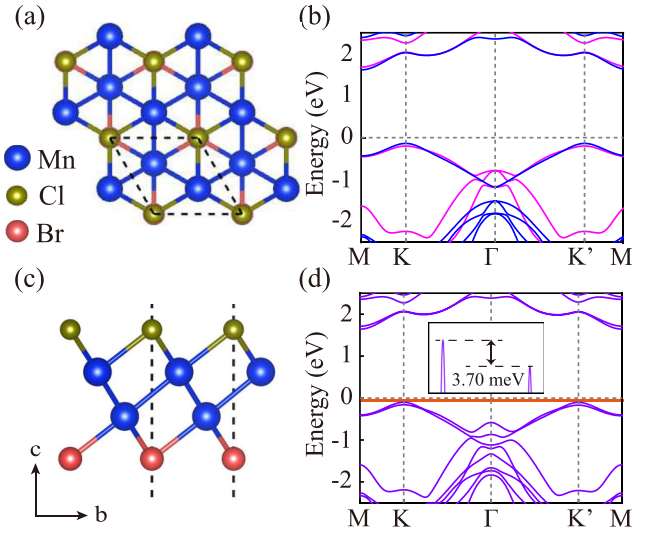 (a)
Mn
Cl
Br
(b)
Energy (eV)
2
1
0
-1
-2
M K Γ K' M
(c)
c
b
(d)
Energy (eV)
2
1
0
-1
-2
3.70 meV
M K Γ K' M